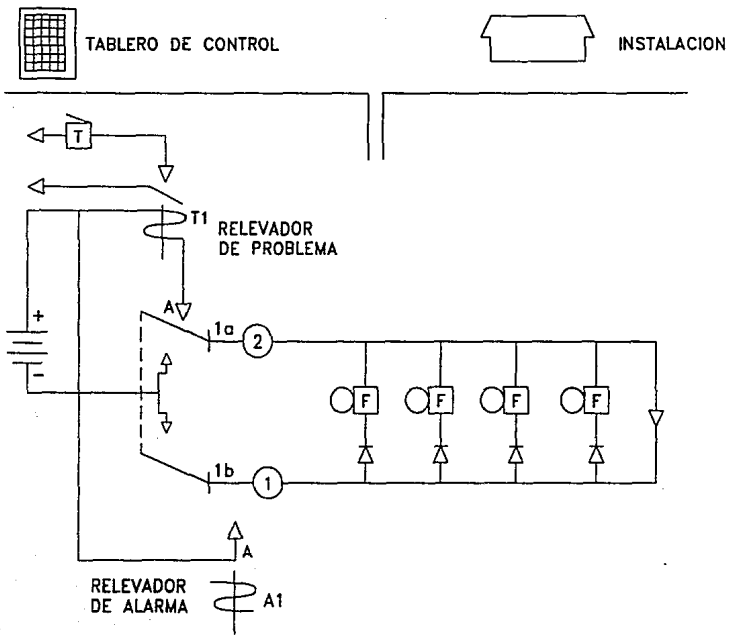 TABLERO DE CONTROL
INSTALACION
T
T1
RELEVADOR
DE PROBLEMA
A
1a
2
+
-
F F F F
1b
1
A
RELEVADOR
DE ALARMA
A1